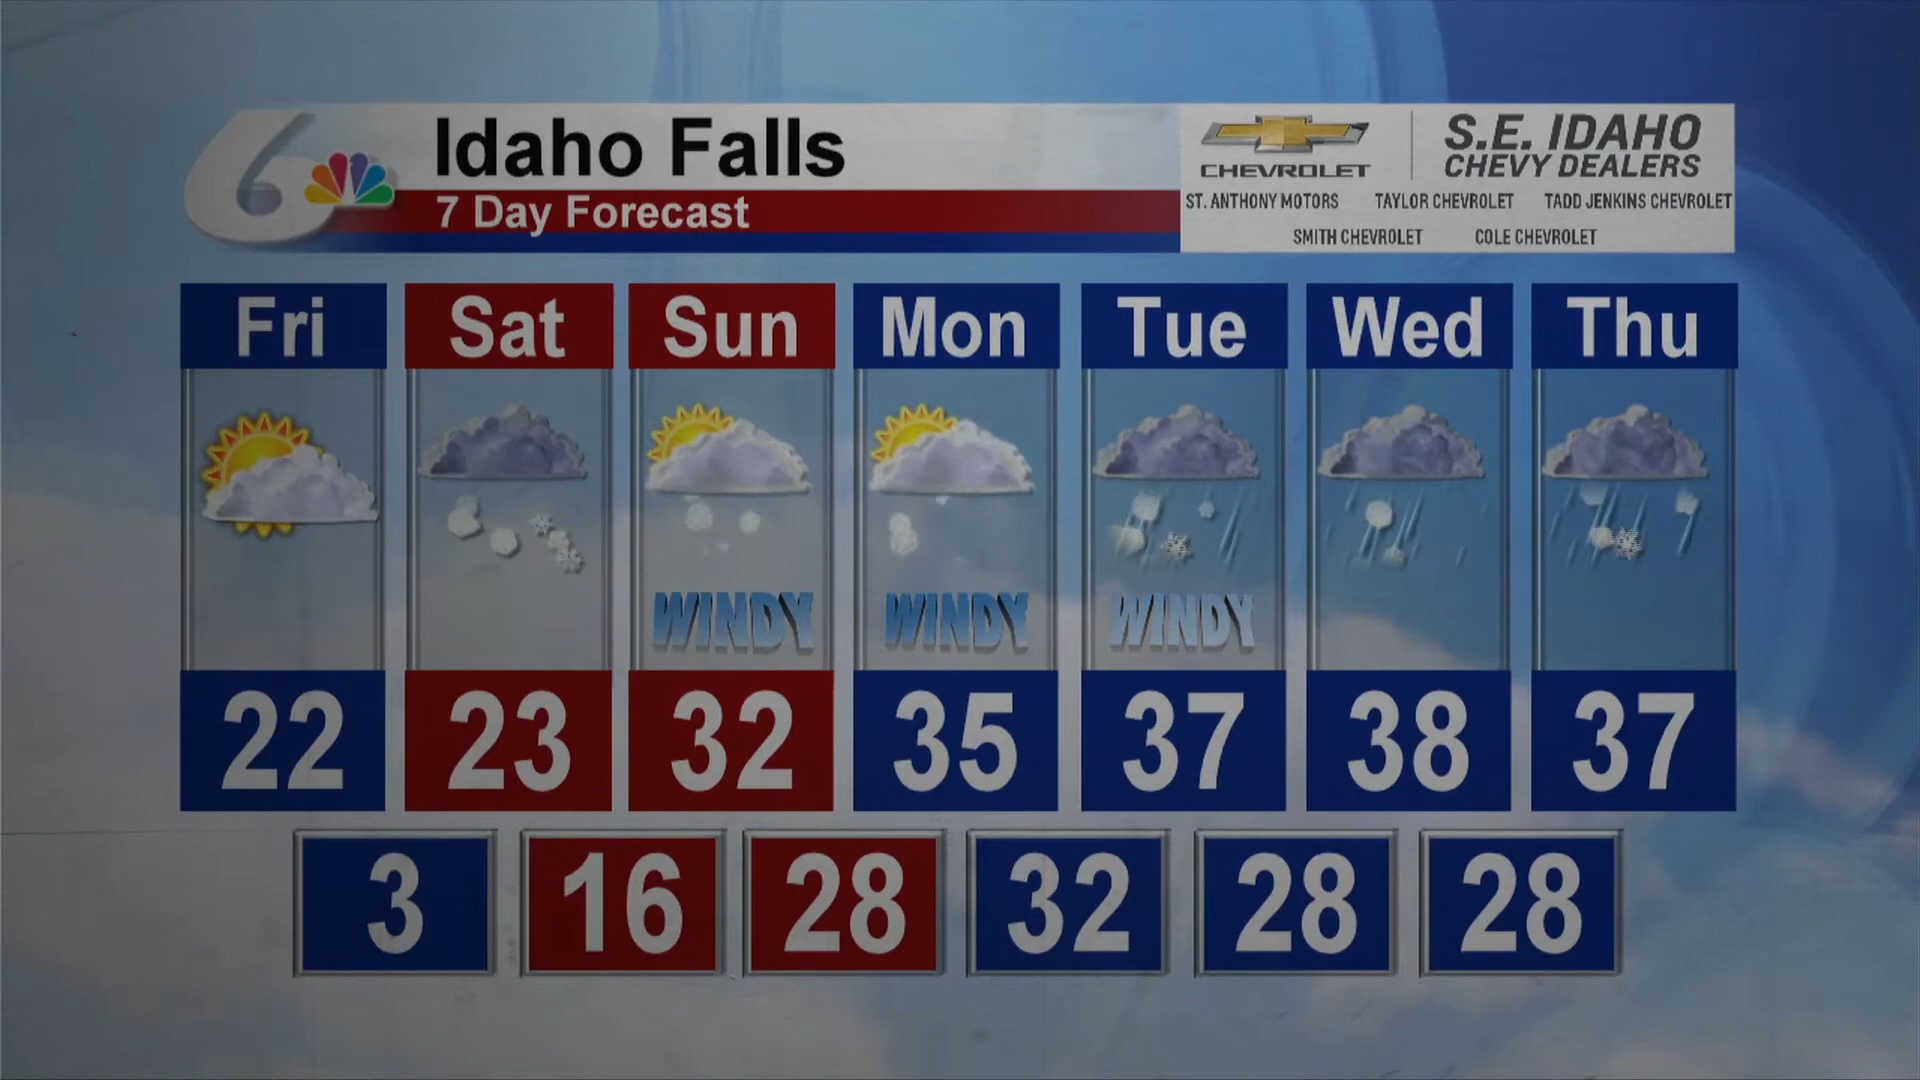 6
Idaho Falls
7 Day Forecast
CHEVROLET
S.E. IDAHO
CHEVY DEALERS
ST. ANTHONY MOTORS TAYLOR CHEVROLET TADD JENKINS CHEVROLET
SMITH CHEVROLET COLE CHEVROLET
Fri Sat Sun Mon Tue Wed Thu
WINDY WINDY WINDY
22 23 32 35 37 38 37
3 16 28 32 28 28